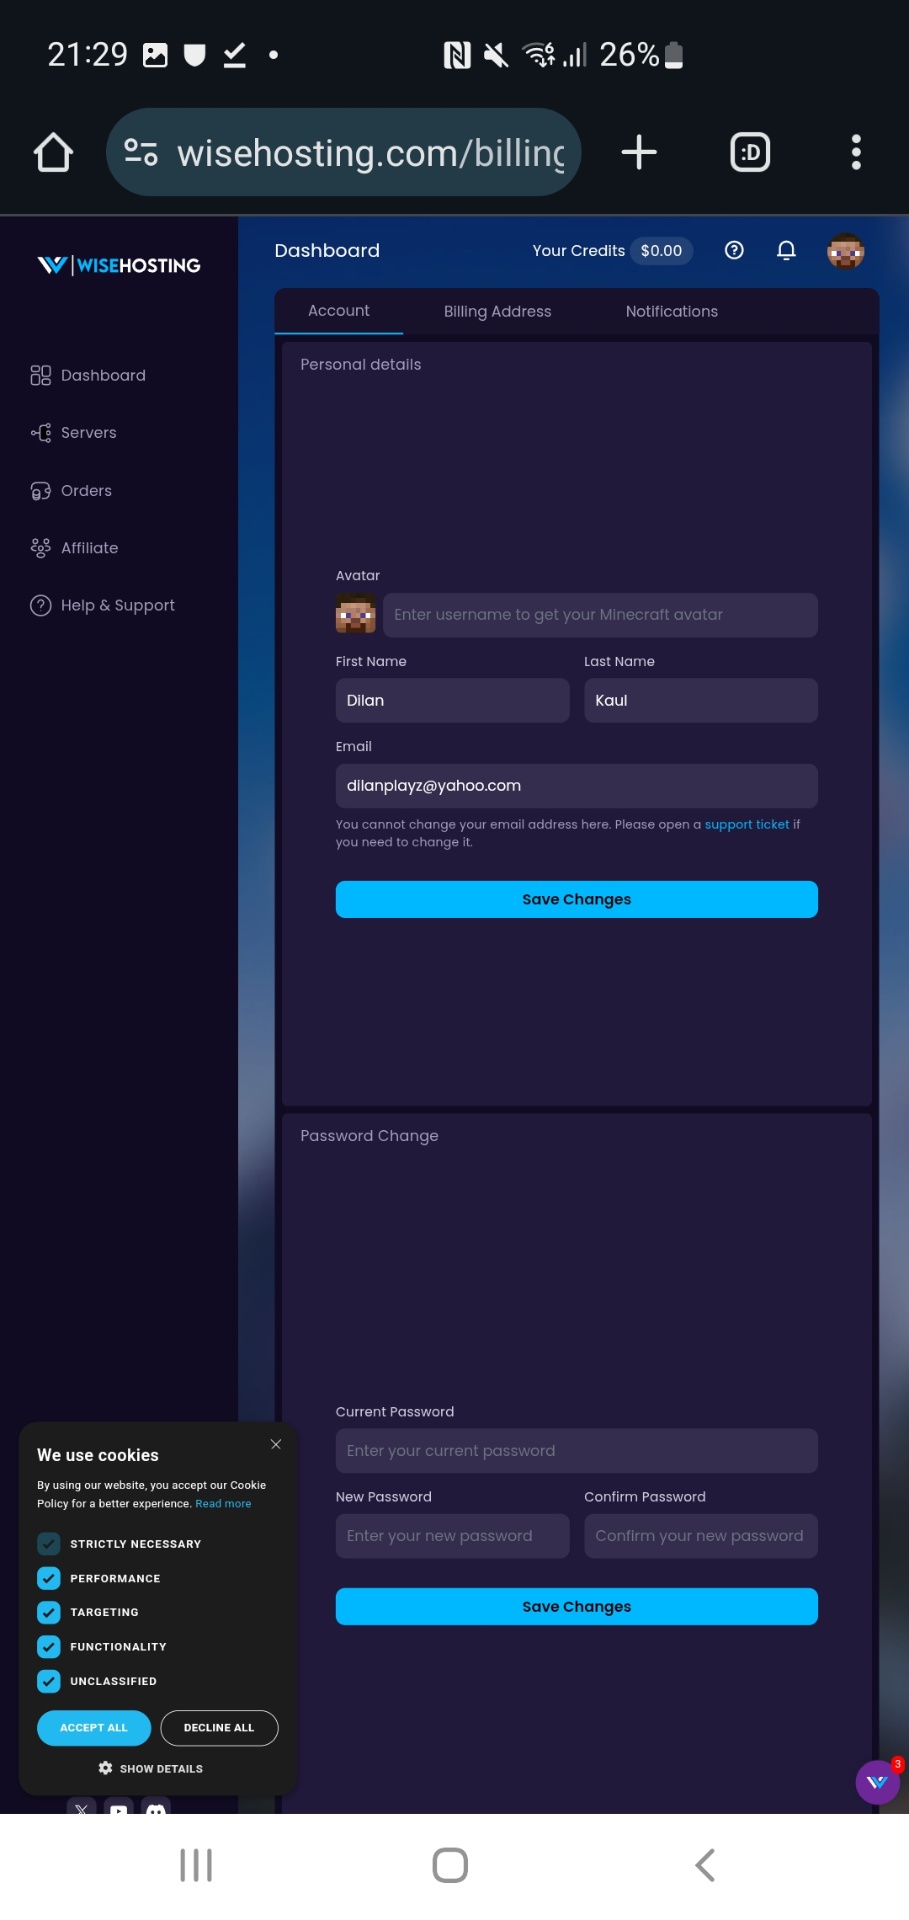 21:29
26%
wisehosting.com/billing
:D
WISEHOSTING
Dashboard
Your Credits $0.00
Dashboard
Servers
Orders
Affiliate
Help & Support
Account Billing Address Notifications
Personal details
Avatar
Enter username to get your Minecraft avatar
First Name Last Name
Dilan Kaul
Email
dilanplayz@yahoo.com
You cannot change your email address here. Please open a support ticket if
you need to change it.
Save Changes
Password Change
Current Password
Enter your current password
New Password Confirm Password
Enter your new password Confirm your new password
Save Changes
We use cookies
By using our website, you accept our Cookie
Policy for a better experience. Read more
STRICTLY NECESSARY
PERFORMANCE
TARGETING
FUNCTIONALITY
UNCLASSIFIED
ACCEPT ALL DECLINE ALL
SHOW DETAILS
3